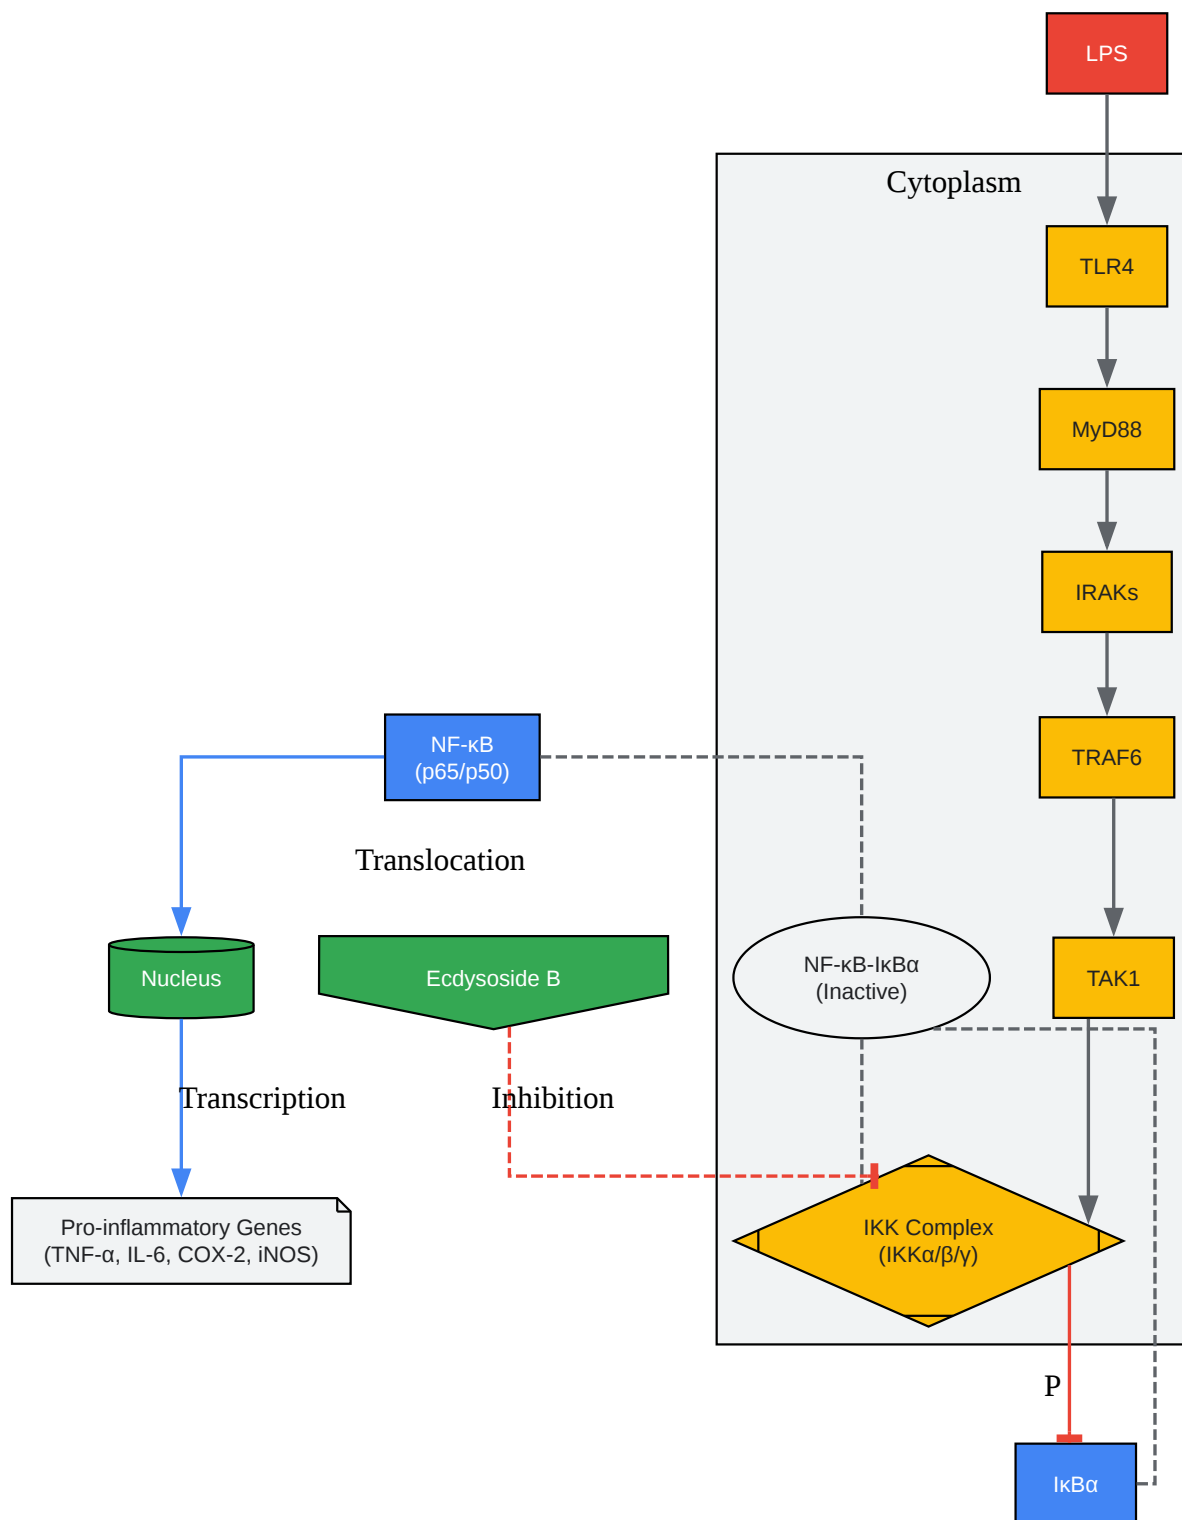 LPS
Cytoplasm
TLR4
MyD88
IRAKs
NF-κB
(p65/p50)
TRAF6
Translocation
Nucleus
Ecdysoside B
NF-κB-IκBα
(Inactive)
TAK1
Transcription
Inhibition
Pro-inflammatory Genes
(TNF-α, IL-6, COX-2, iNOS)
IKK Complex
(IKKα/β/γ)
P
IκBα